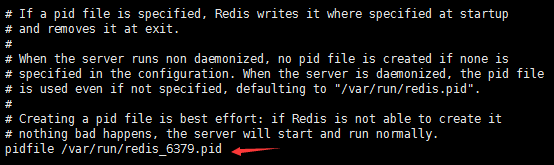 # If a pid file is specified, Redis writes it where specified at startup
# and removes it at exit.
#
# When the server runs non daemonized, no pid file is created if none is
# specified in the configuration. When the server is daemonized, the pid file
# is used even if not specified, defaulting to "/var/run/redis.pid".
#
# Creating a pid file is best effort: if Redis is not able to create it
# nothing bad happens, the server will start and run normally.
pidfile /var/run/redis_6379.pid